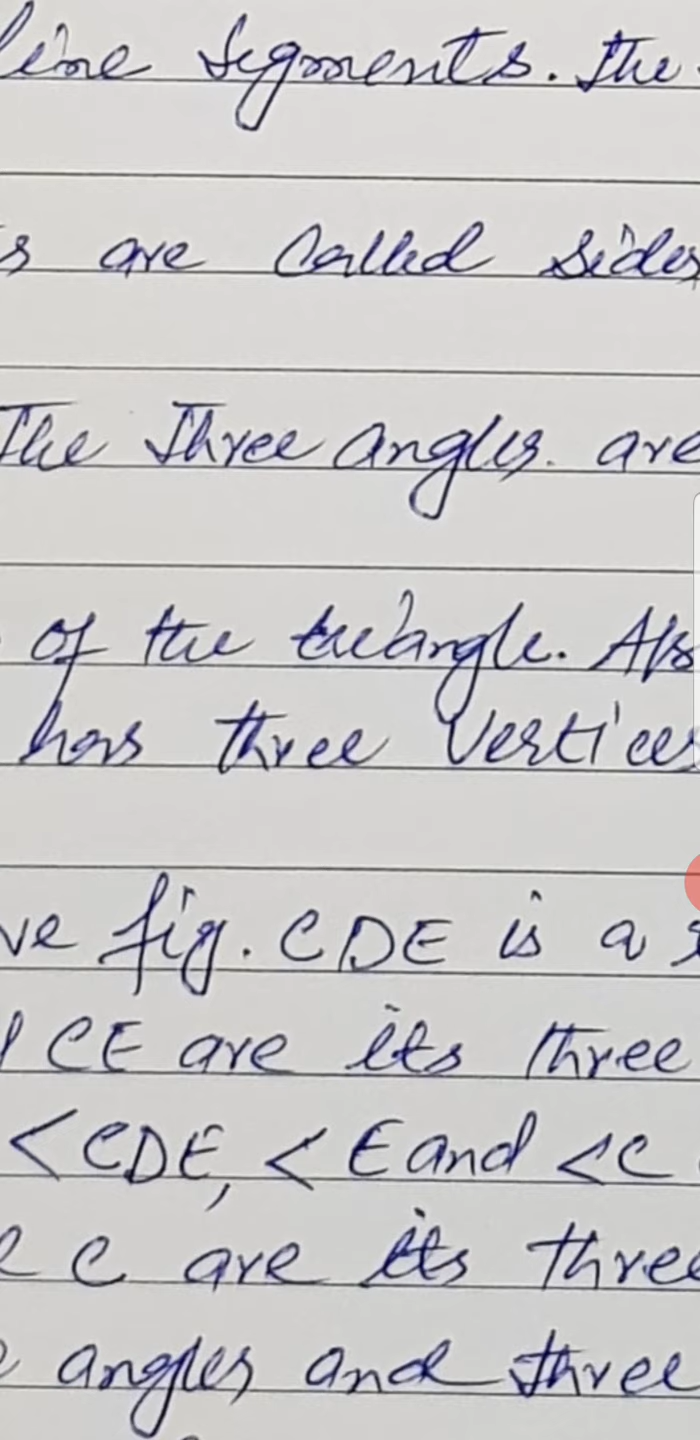 line Segments. The
s are Called Sides
The Three angles. are
of the triangle. Als
has three Vertices
ve fig. CDE is a
CE are its three
<CDE, <E and <C
C are its three
angles and three